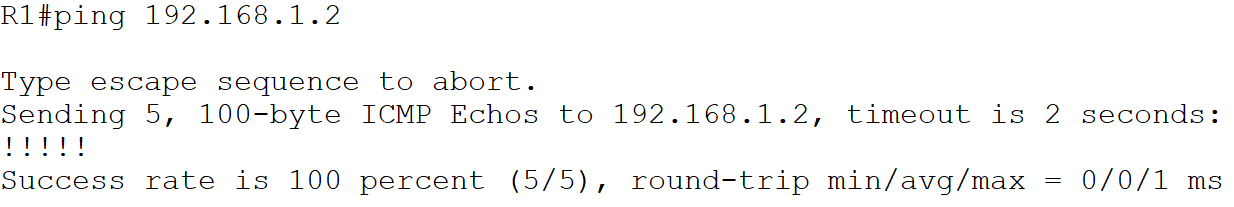 R1#ping 192.168.1.2
Type escape sequence to abort.
Sending 5, 100-byte ICMP Echos to 192.168.1.2, timeout is 2 seconds:
!!!!!
Success rate is 100 percent (5/5), round-trip min/avg/max = 0/0/1 ms